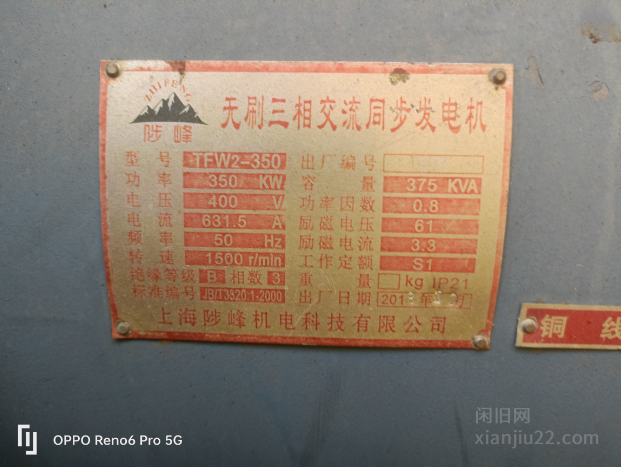 ZHI FENG
陟峰
无刷三相交流同步发电机
型号 TFW2-350 出厂编号
功率 350 KW 容量 375 KVA
电压 400 V 功率因数 0.8
电流 631.5 A 励磁电压 61
频率 50 Hz 励磁电流 3.3
转速 1500 r/min 工作定额 S1
绝缘等级 B 相数 3 重量 kg IP21
标准编号 JB/T3320.1-2000 出厂日期 201 年 月
上海陟峰机电科技有限公司
铜线
OPPO Reno6 Pro 5G
闲旧网
xianjiu22.com